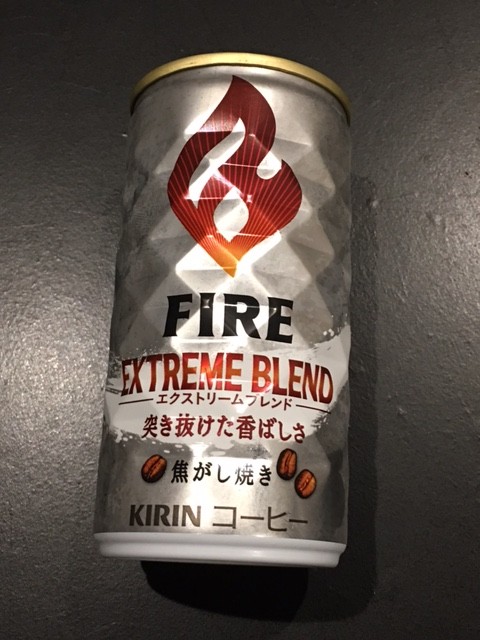 FIRE
EXTREME BLEND
エクストリームブレンド
突き抜けた香ばしさ
焦がし焼き
KIRIN コーヒー